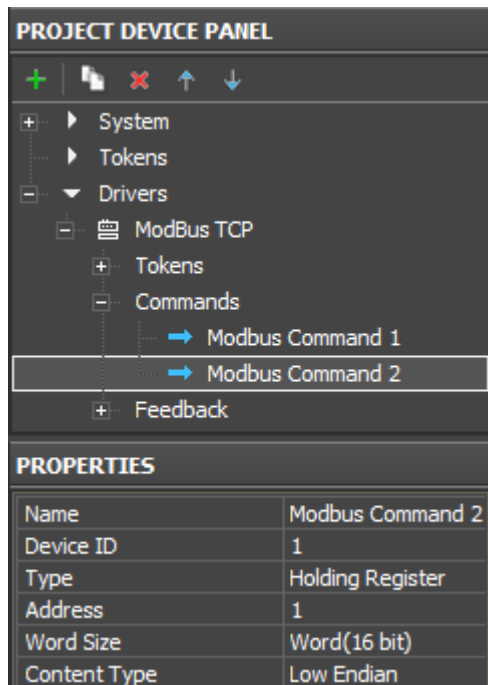 PROJECT DEVICE PANEL
System
Tokens
Drivers
ModBus TCP
Tokens
Commands
Modbus Command 1
Modbus Command 2
Feedback
PROPERTIES
Name Modbus Command 2
Device ID 1
Type Holding Register
Address 1
Word Size Word(16 bit)
Content Type Low Endian